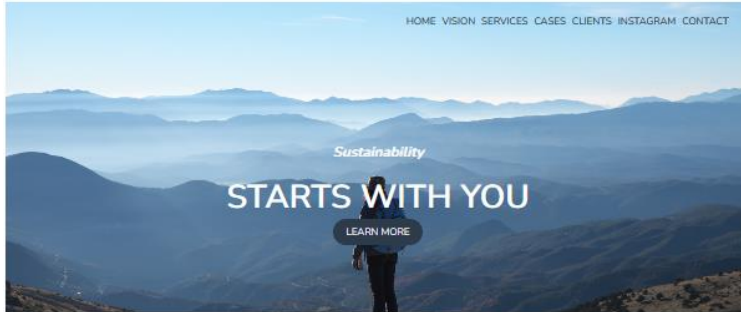 HOME VISION SERVICES CASES CLIENTS INSTAGRAM CONTACT
Sustainability
STARTS WITH YOU
LEARN MORE